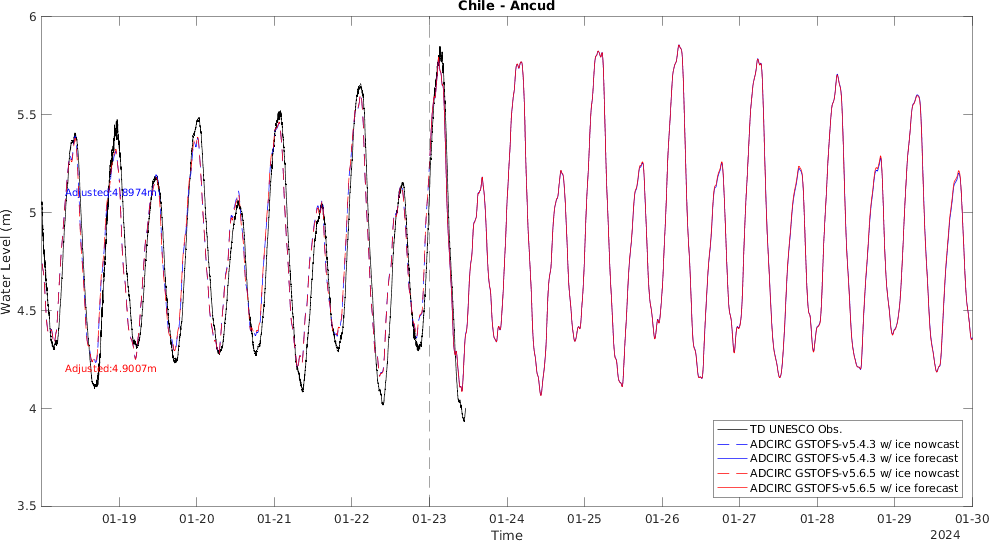 Chile - Ancud
6
5.5
5
4.5
4
3.5
Water Level (m)
Adjusted:4.8974m
Adjusted:4.9007m
TD UNESCO Obs.
ADCIRC GSTOFS-v5.4.3 w/ ice nowcast
ADCIRC GSTOFS-v5.4.3 w/ ice forecast
ADCIRC GSTOFS-v5.6.5 w/ ice nowcast
ADCIRC GSTOFS-v5.6.5 w/ ice forecast
01-19 01-20 01-21 01-22 01-23 01-24 01-25 01-26 01-27 01-28 01-29 01-30
Time
2024